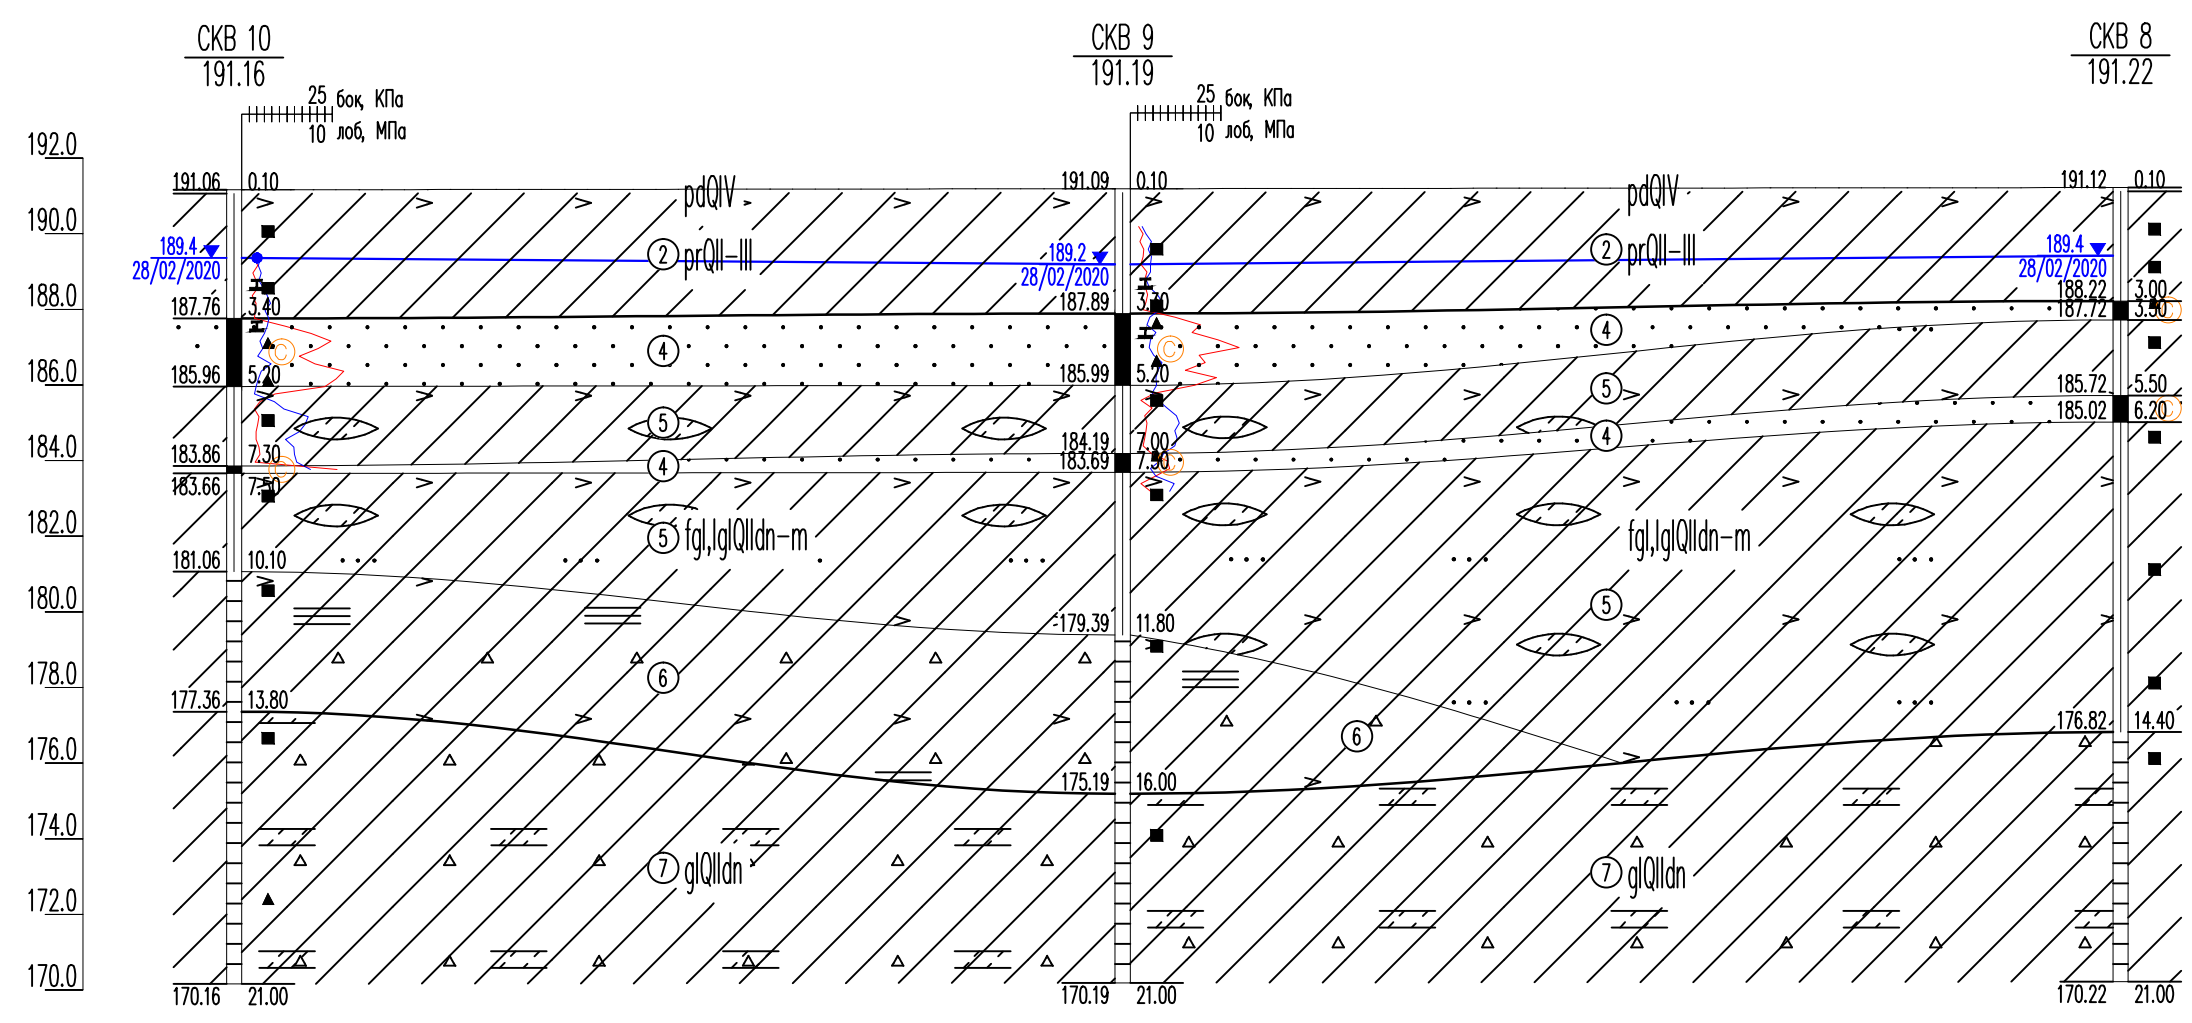 СКВ 10
191.16
СКВ 9
191.19
СКВ 8
191.22
25 бок, КПа
10 лоб, МПа
25 бок, КПа
10 лоб, МПа
192.0
190.0
188.0
186.0
184.0
182.0
180.0
178.0
176.0
174.0
172.0
170.0
191.06 0.10
189.4
28/02/2020
187.76 3.40
185.96 5.20
183.86 7.30
183.66 7.50
181.06 10.10
177.36 13.80
170.16 21.00
pdQIV
2 prQII-III
4
5
4
5 fgl,lglQIIdn-m
6
7 glQIIdn
191.09 0.10
189.2
28/02/2020
187.89 3.30
185.99 5.20
184.19 7.00
183.69 7.50
179.39 11.80
175.19 16.00
170.19 21.00
pdQIV
2 prQII-III
4
5
4
fgl,lglQIIdn-m
5
6
7 glQIIdn
191.12 0.10
189.4
28/02/2020
188.22 3.00
187.72 3.50
185.72 5.50
185.02 6.20
176.82 14.40
170.22 21.00
С
С
С
С
С
С